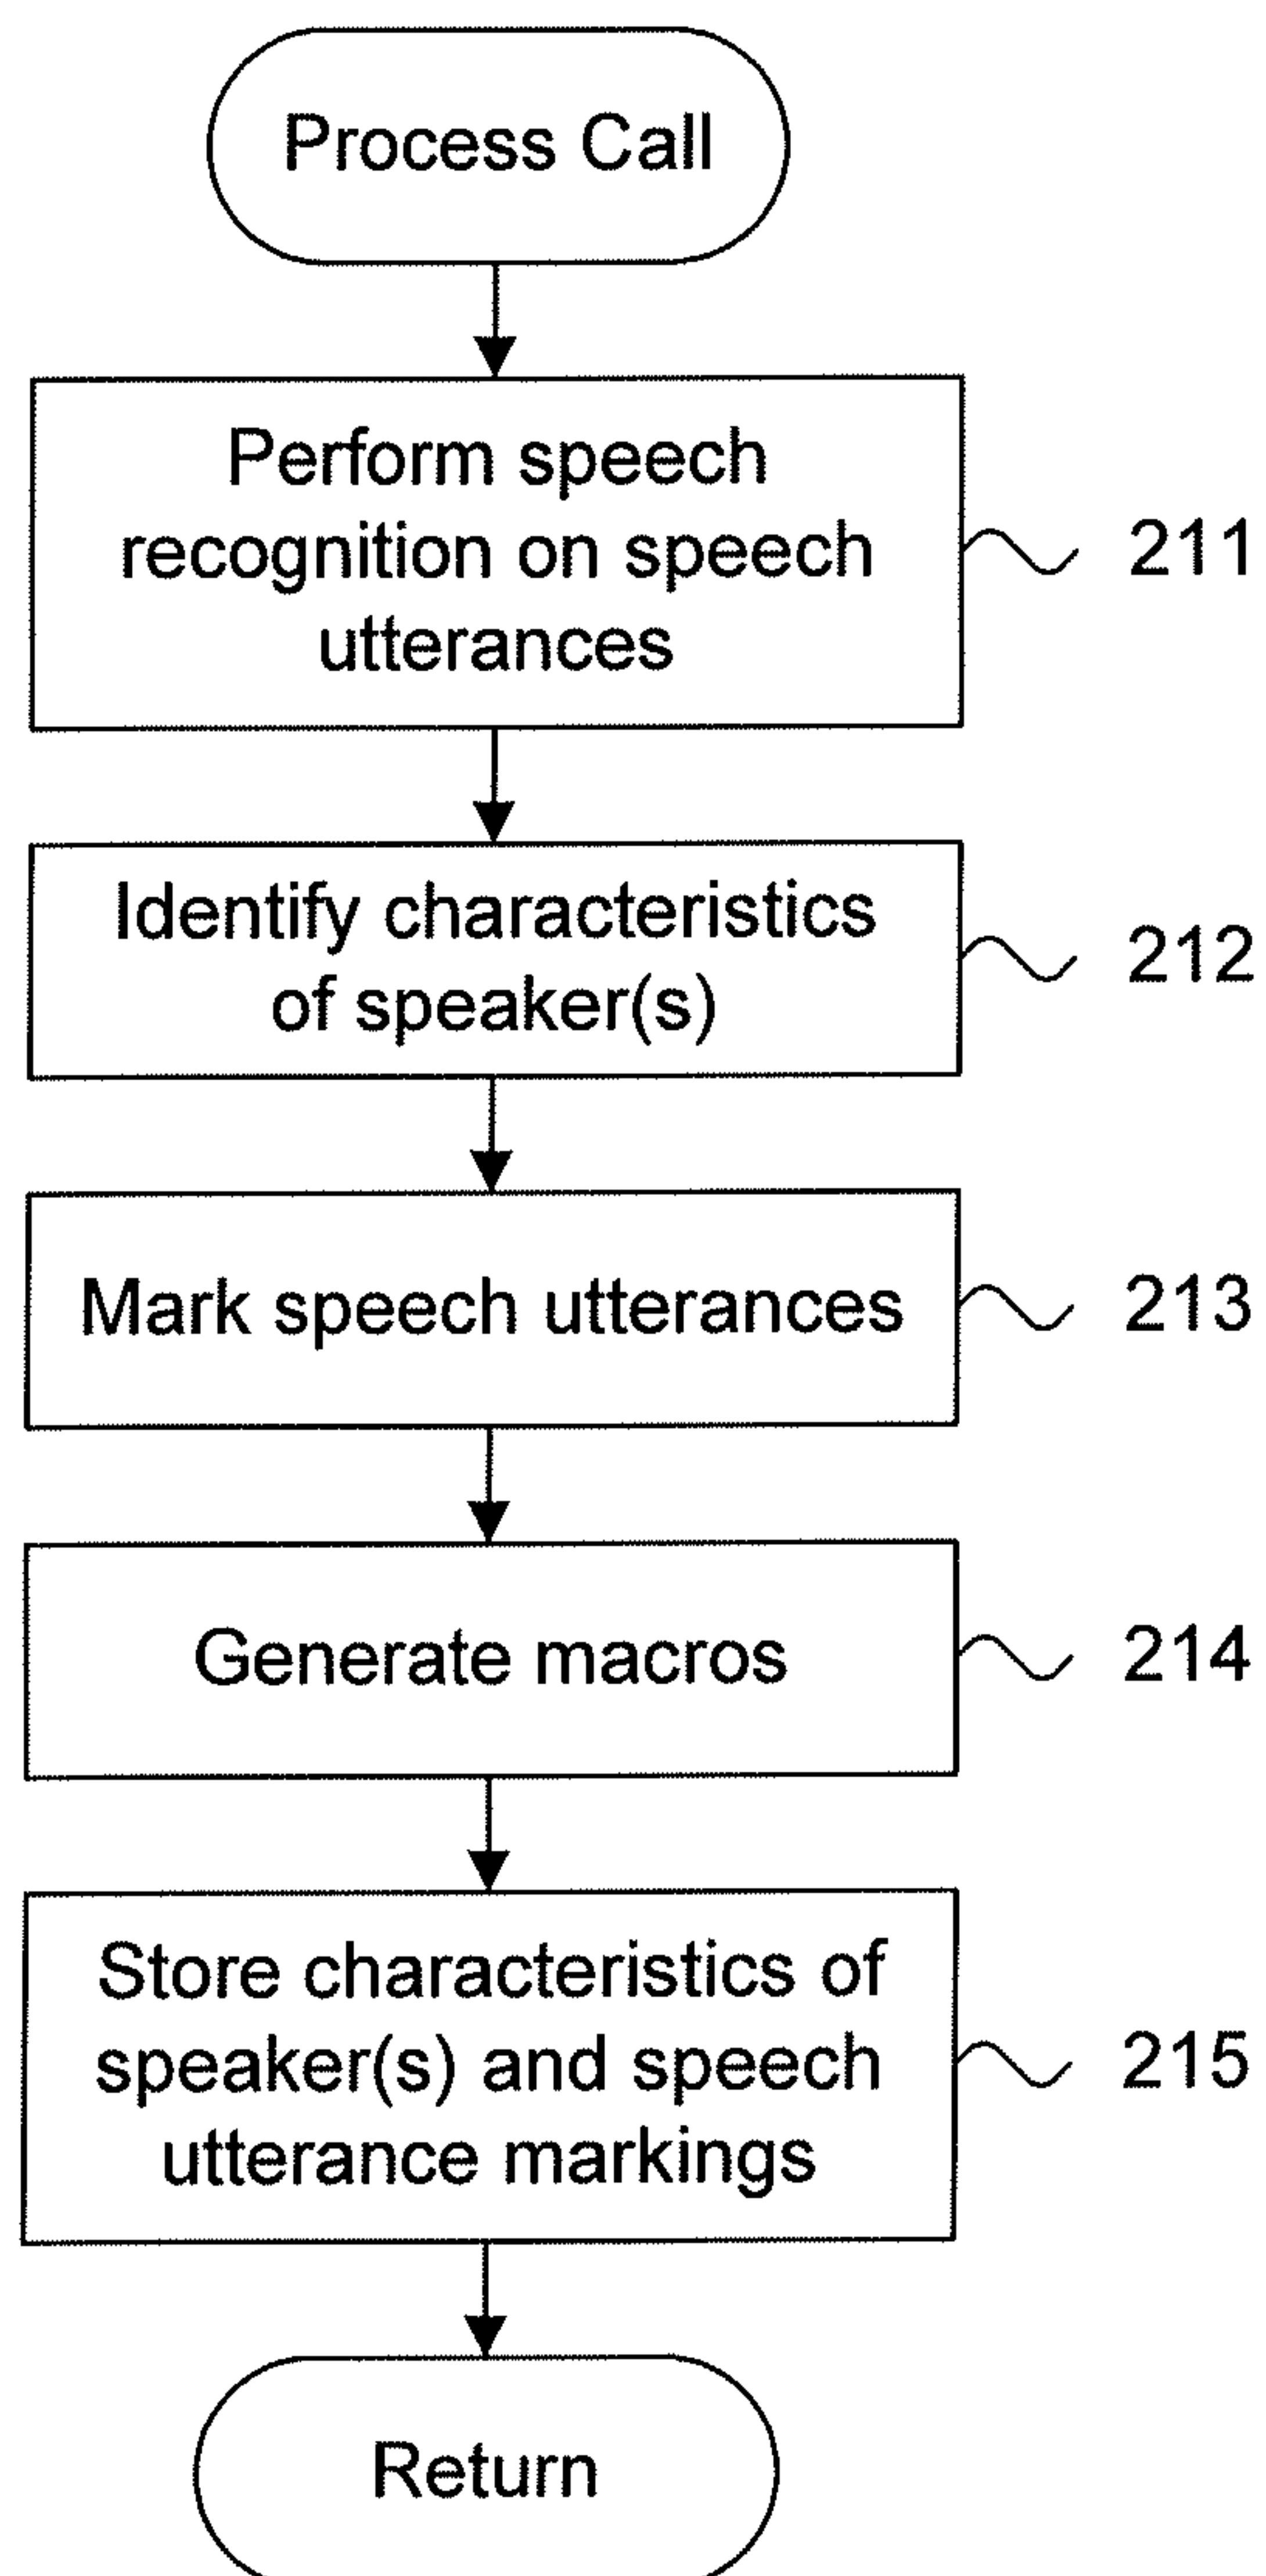 Process Call
Perform speech
recognition on speech
utterances
211
Identify characteristics
of speaker(s)
212
Mark speech utterances
213
Generate macros
214
Store characteristics of
speaker(s) and speech
utterance markings
215
Return